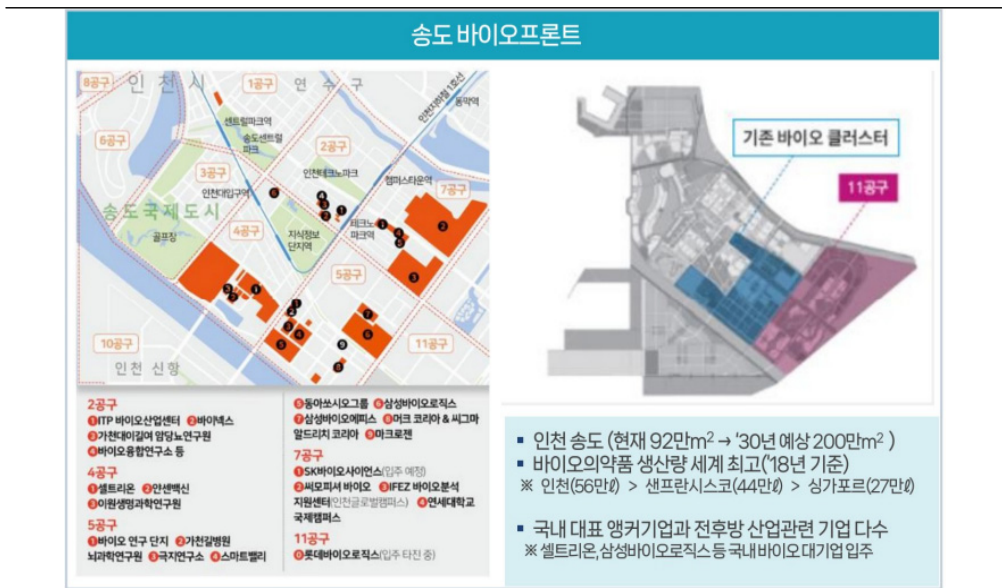 송도 바이오프론트
8공구
인 천 시
1공구
연 수 구
인천지하철 1호선
동막역
센트럴파크역
송도센트럴
파크
6공구
2공구
3공구
인천테크노파크
캠퍼스타운역
7공구
인천대입구역
송도국제도시
골프장
4공구
지식정보
단지역
테크노
파크역
5공구
10공구
인천 신항
11공구
기존 바이오 클러스터
11공구
2공구
❶ITP 바이오산업센터 ❷바이넥스
❸가천대이길여 암당뇨연구원
❹바이오융합연구소 등
4공구
❶셀트리온 ❷얀센백신
❸이원생명과학연구원
5공구
❶바이오 연구 단지 ❷가천길병원
뇌과학연구원 ❸극지연구소 ❹스마트밸리
❺동아쏘시오그룹 ❻삼성바이오로직스
❼삼성바이오에피스 ❽머크 코리아 & 씨그마
알드리치 코리아 ❾마크로젠
7공구
❶SK바이오사이언스(입주 예정)
❷써모피셔 바이오 ❸IFEZ 바이오분석
지원센터(인천글로벌캠퍼스) ❹연세대학교
국제캠퍼스
11공구
⓿롯데바이오로직스(입주 타진 중)
▪ 인천 송도 (현재 92만m² → '30년 예상 200만m² )
▪ 바이오의약품 생산량 세계 최고('18년 기준)
※ 인천(56만ℓ) > 샌프란시스코(44만ℓ) > 싱가포르(27만ℓ)
▪ 국내 대표 앵커기업과 전후방 산업관련 기업 다수
※ 셀트리온, 삼성바이오로직스 등 국내 바이오 대기업 입주